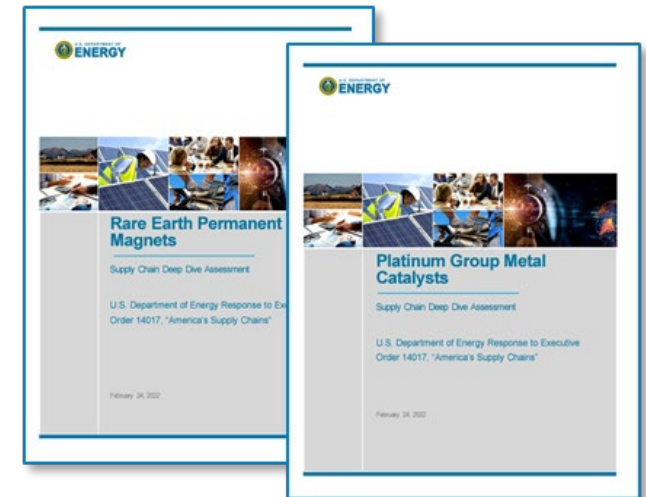 U.S. DEPARTMENT OF
ENERGY
Rare Earth Permanent
Magnets
Supply Chain Deep Dive Assessment
U.S. Department of Energy Response to Exe
Order 14017, "America's Supply Chains"
February 24, 2022
U.S. DEPARTMENT OF
ENERGY
Platinum Group Metal
Catalysts
Supply Chain Deep Dive Assessment
U.S. Department of Energy Response to Executive
Order 14017, "America's Supply Chains"
February 24, 2022